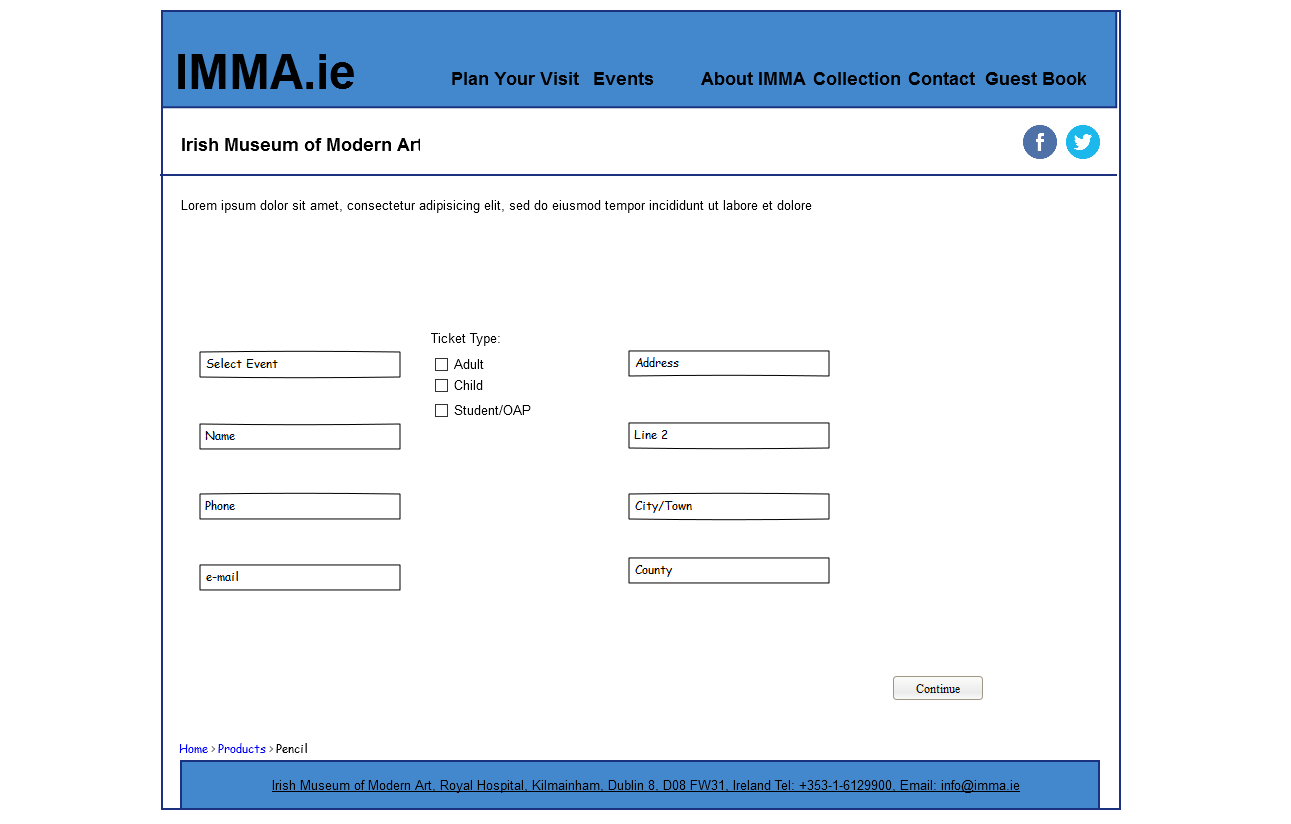 IMMA.ie
Plan Your Visit Events About IMMA Collection Contact Guest Book
Irish Museum of Modern Art
f
Lorem ipsum dolor sit amet, consectetur adipisicing elit, sed do eiusmod tempor incididunt ut labore et dolore
Ticket Type:
Select Event
Adult
Address
Child
Student/OAP
Name
Line 2
Phone
City/Town
e-mail
County
Continue
Home > Products > Pencil
Irish Museum of Modern Art, Royal Hospital, Kilmainham, Dublin 8, D08 FW31, Ireland Tel: +353-1-6129900, Email: info@imma.ie